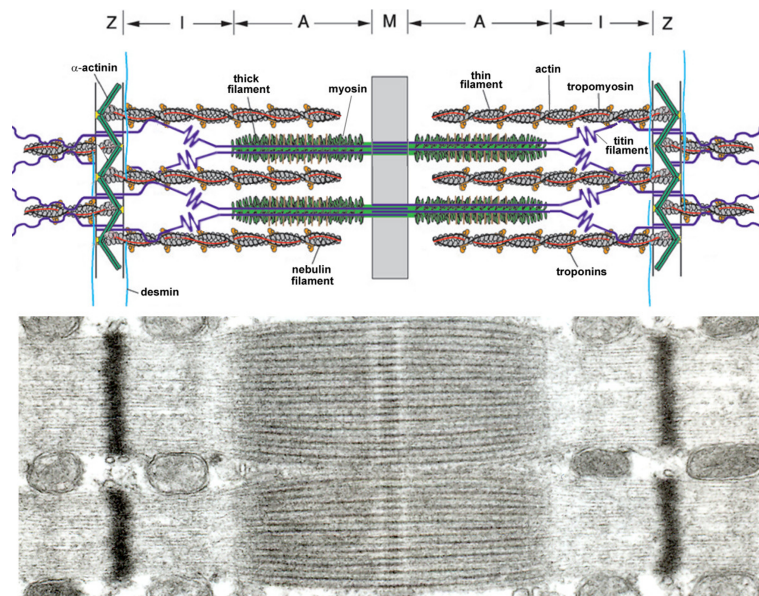 Z I A M A I Z
α-actinin
thick
filament
myosin
thin
filament
actin
tropomyosin
titin
filament
nebulin
filament
troponins
desmin